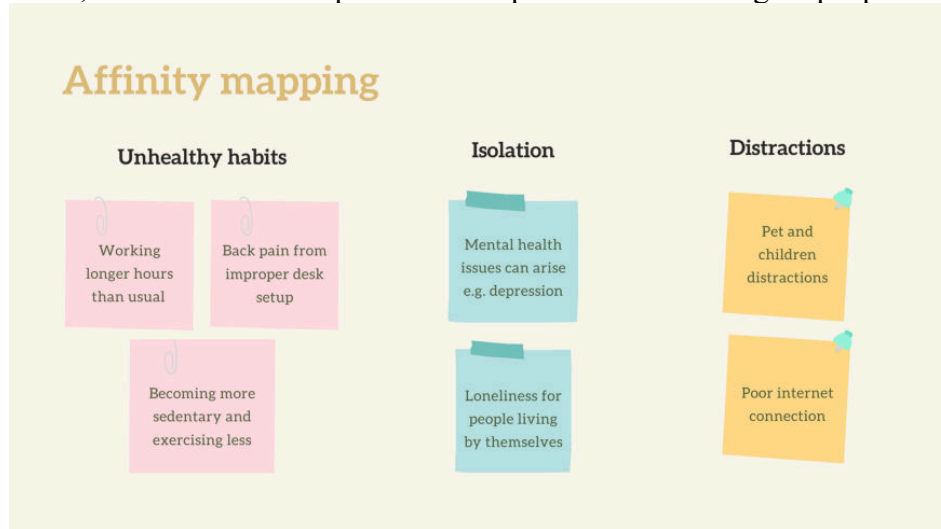 Affinity mapping
Unhealthy habits
Working
longer hours
than usual
Back pain from
improper desk
setup
Becoming more
sedentary and
exercising less
Isolation
Mental health
issues can arise
e.g. depression
Loneliness for
people living
by themselves
Distractions
Pet and
children
distractions
Poor internet
connection